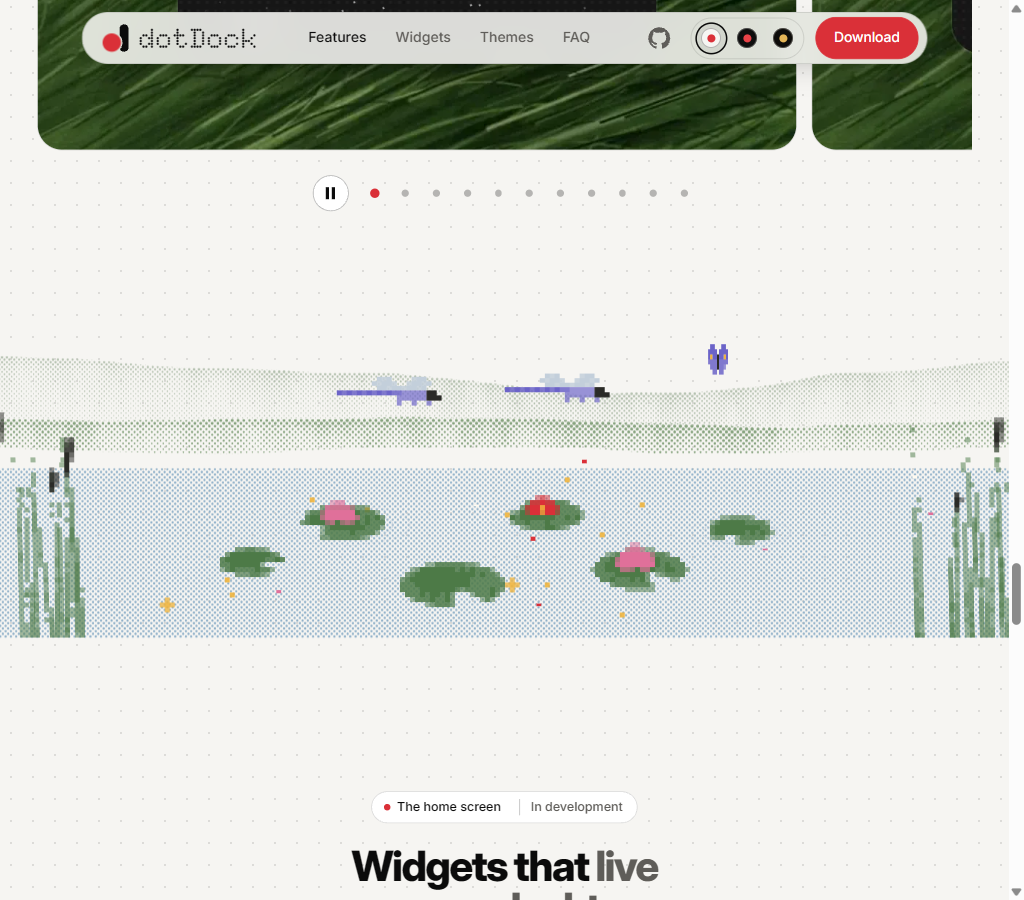 dotDock
Features
Widgets
Themes
FAQ
Download
The home screen
In development
Widgets that live